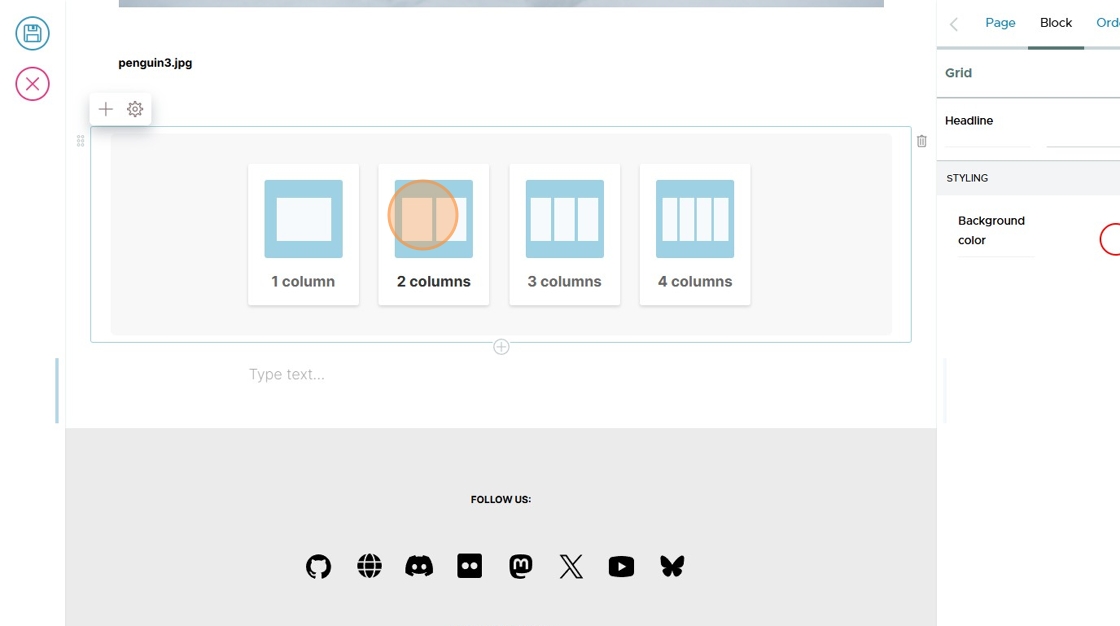 Page
Block
Orde
penguin3.jpg
Grid
Headline
STYLING
Background
color
1 column
2 columns
3 columns
4 columns
Type text...
FOLLOW US: